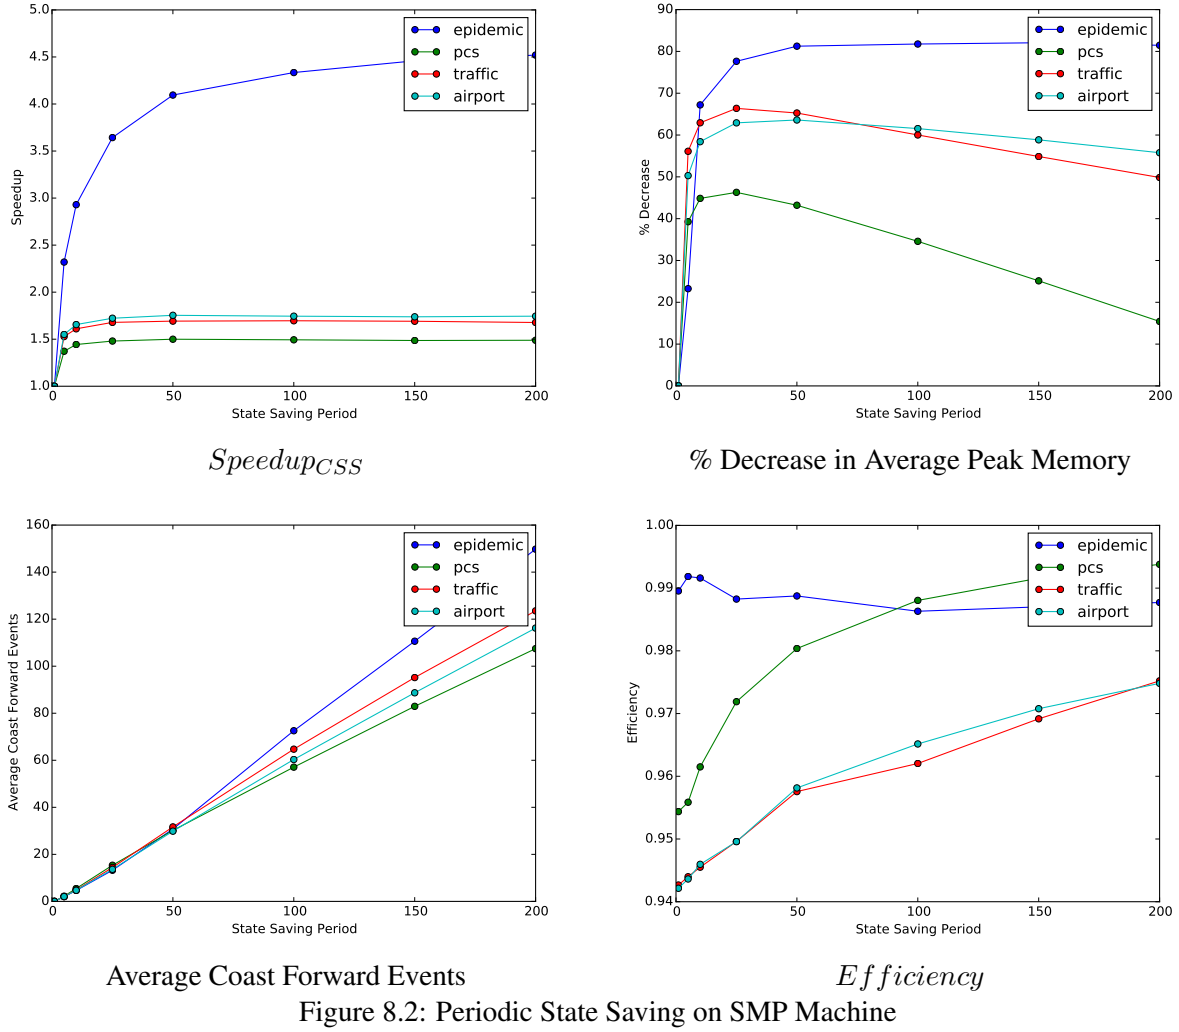 5.0
4.5
4.0
3.5
3.0
2.5
2.0
1.5
1.0
0 50 100 150 200
Speedup
State Saving Period
epidemic
pcs
traffic
airport
Speedup_CSS
90
80
70
60
50
40
30
20
10
0
0 50 100 150 200
% Decrease
State Saving Period
epidemic
pcs
traffic
airport
% Decrease in Average Peak Memory
160
140
120
100
80
60
40
20
0
0 50 100 150 200
Average Coast Forward Events
State Saving Period
epidemic
pcs
traffic
airport
Average Coast Forward Events
1.00
0.99
0.98
0.97
0.96
0.95
0.94
0 50 100 150 200
Efficiency
State Saving Period
epidemic
pcs
traffic
airport
Efficiency
Figure 8.2: Periodic State Saving on SMP Machine